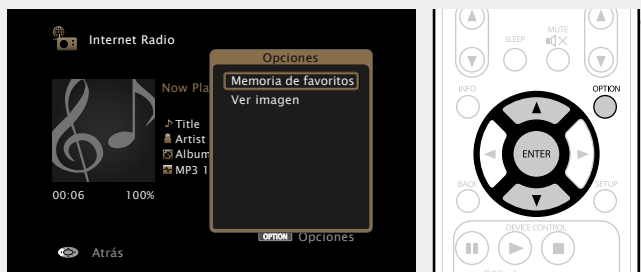 Internet Radio
Opciones
Memoria de favoritos
Ver imagen
Now Pla
Title
Artist
Album
MP3 1
00:06 100%
OPTION Opciones
Atrás
SLEEP
MUTE
INFO
OPTION
ENTER
BACK
SETUP
DEVICE CONTROL